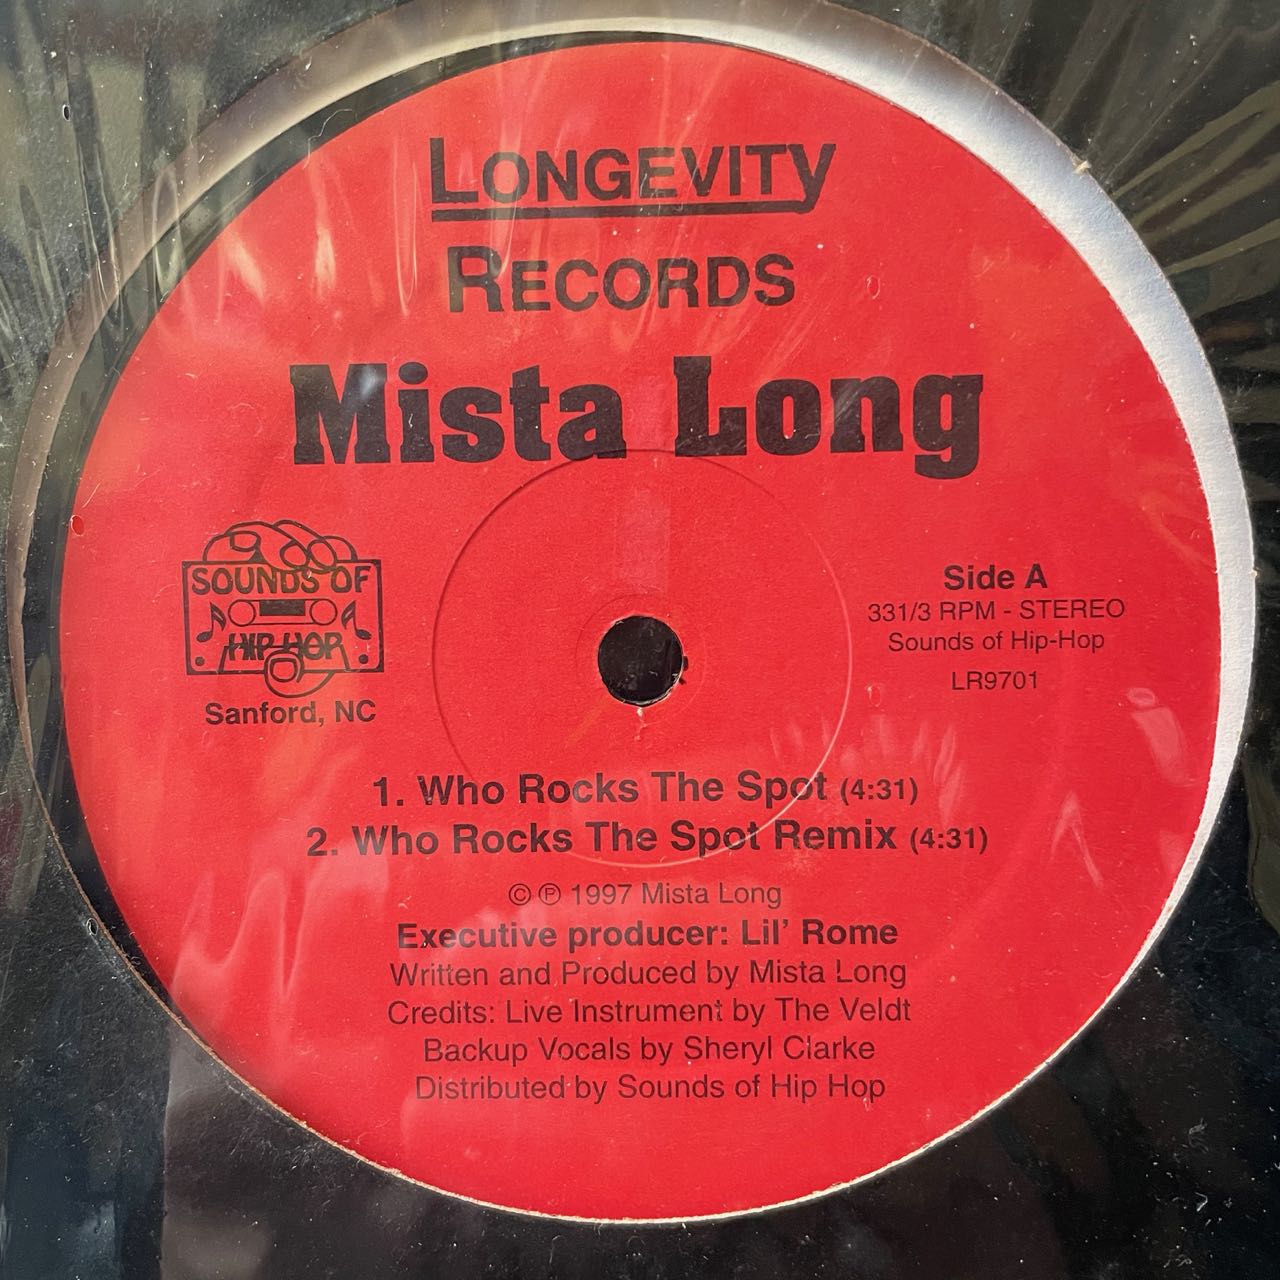 LONGEVITY
RECORDS
Mista Long
SOUNDS OF
HIP-HOP
Sanford, NC
Side A
331/3 RPM - STEREO
Sounds of Hip-Hop
LR9701
1. Who Rocks The Spot (4:31)
2. Who Rocks The Spot Remix (4:31)
© ℗ 1997 Mista Long
Executive producer: Lil' Rome
Written and Produced by Mista Long
Credits: Live Instrument by The Veldt
Backup Vocals by Sheryl Clarke
Distributed by Sounds of Hip Hop